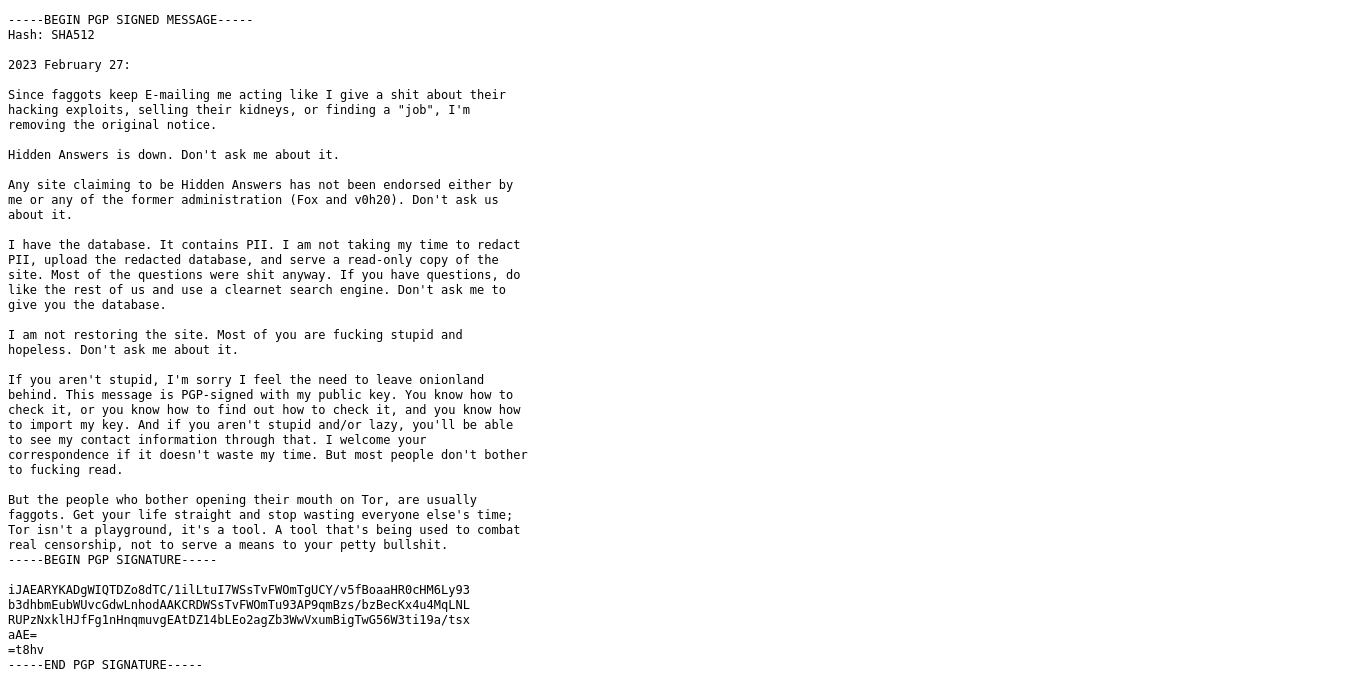 -----BEGIN PGP SIGNED MESSAGE-----
Hash: SHA512

2023 February 27:

Since faggots keep E-mailing me acting like I give a shit about their
hacking exploits, selling their kidneys, or finding a "job", I'm
removing the original notice.

Hidden Answers is down. Don't ask me about it.

Any site claiming to be Hidden Answers has not been endorsed either by
me or any of the former administration (Fox and v0h20). Don't ask us
about it.

I have the database. It contains PII. I am not taking my time to redact
PII, upload the redacted database, and serve a read-only copy of the
site. Most of the questions were shit anyway. If you have questions, do
like the rest of us and use a clearnet search engine. Don't ask me to
give you the database.

I am not restoring the site. Most of you are fucking stupid and
hopeless. Don't ask me about it.

If you aren't stupid, I'm sorry I feel the need to leave onionland
behind. This message is PGP-signed with my public key. You know how to
check it, or you know how to find out how to check it, and you know how
to import my key. And if you aren't stupid and/or lazy, you'll be able
to see my contact information through that. I welcome your
correspondence if it doesn't waste my time. But most people don't bother
to fucking read.

But the people who bother opening their mouth on Tor, are usually
faggots. Get your life straight and stop wasting everyone else's time;
Tor isn't a playground, it's a tool. A tool that's being used to combat
real censorship, not to serve a means to your petty bullshit.
-----BEGIN PGP SIGNATURE-----

iJAEARYKADgWIQTDZo8dTC/1ilLtuI7WSsTvFWOmTgUCY/v5fBoaaHR0cHM6Ly93
b3dhbmEubWUvcGdwLnhodAAKCRDWSsTvFWOmTu93AP9qmBzs/bzBecKx4u4MqLNL
RUPzNxklHJfFg1nHnqmuvgEAtDZ14bLEo2agZb3WwVxumBigTwG56W3ti19a/tsx
aAE=
=t8hv
-----END PGP SIGNATURE-----